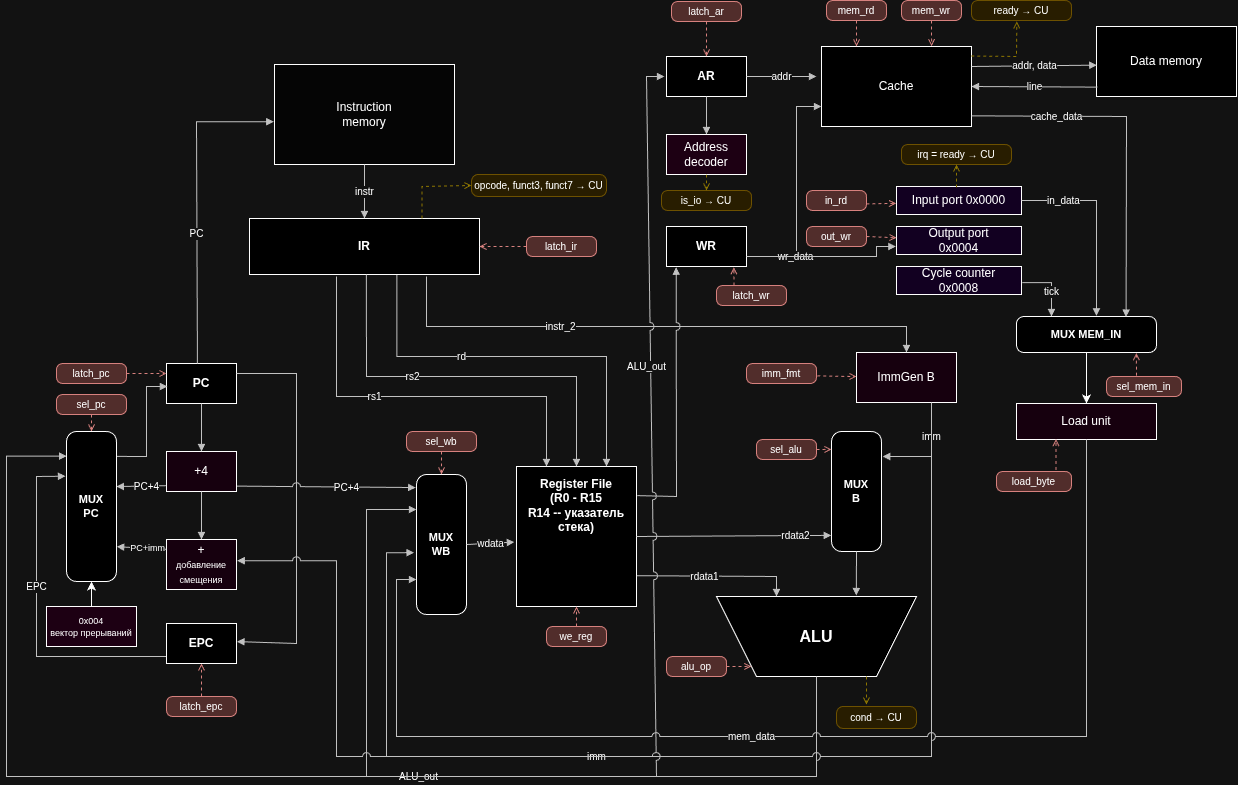 latch_ar
mem_rd
mem_wr
ready → CU
Instruction
memory
AR
addr
Cache
addr, data
line
cache_data
Data memory
Address
decoder
is_io → CU
irq = ready → CU
instr
opcode, funct3, funct7 → CU
in_rd
Input port 0x0000
in_data
out_wr
Output port
0x0004
Cycle counter
0x0008
tick
PC
IR
latch_ir
WR
wr_data
latch_wr
instr_2
MUX MEM_IN
rd
rs2
rs1
ALU_out
imm_fmt
ImmGen B
sel_mem_in
Load unit
load_byte
latch_pc
PC
sel_pc
MUX
PC
+4
PC+4
PC+4
sel_wb
MUX
WB
wdata
Register File
(R0 - R15
R14 -- указатель
стека)
sel_alu
MUX
B
imm
rdata2
rdata1
PC+imm
+
добавление
смещения
EPC
0x004
вектор прерываний
EPC
latch_epc
we_reg
ALU
alu_op
cond → CU
mem_data
imm
ALU_out